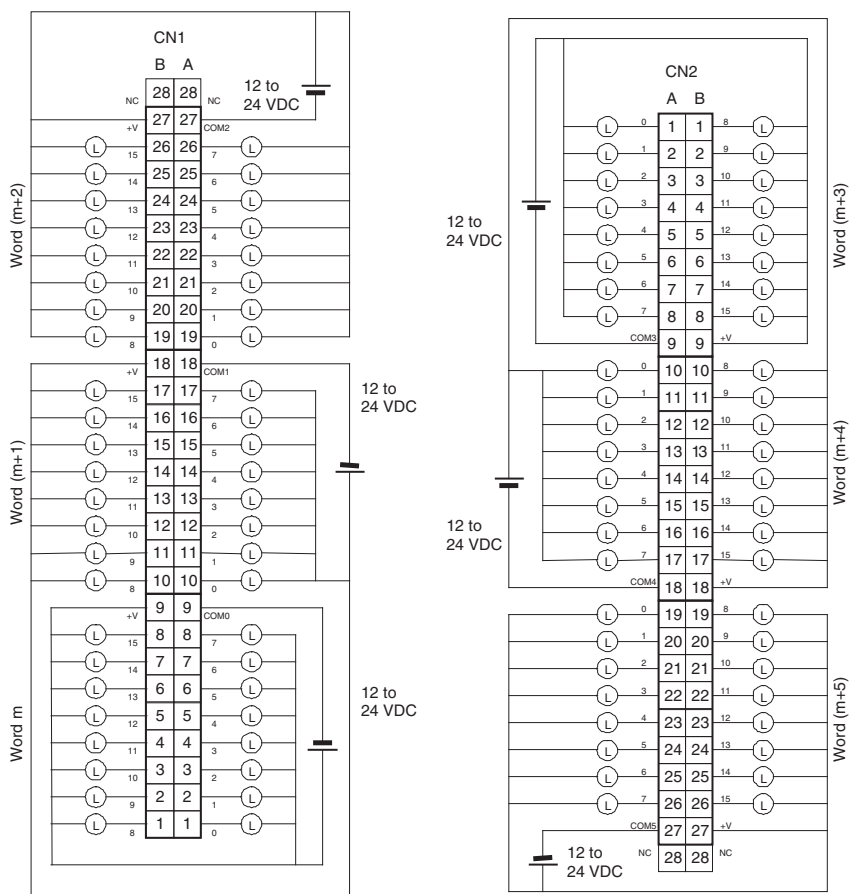 CN1
B A
NC 28 28 NC
12 to
24 VDC
+V 27 27 COM2
15 L 26 26 7 L
14 L 25 25 6 L
13 L 24 24 5 L
12 L 23 23 4 L
11 L 22 22 3 L
10 L 21 21 2 L
9 L 20 20 1 L
8 L 19 19 0 L
Word (m+2)
+V 18 18 COM1
15 L 17 17 7 L
14 L 16 16 6 L
13 L 15 15 5 L
12 L 14 14 4 L
11 L 13 13 3 L
10 L 12 12 2 L
9 L 11 11 1 L
8 L 10 10 0 L
Word (m+1)
12 to
24 VDC
+V 9 9 COM0
15 L 8 8 7 L
14 L 7 7 6 L
13 L 6 6 5 L
12 L 5 5 4 L
11 L 4 4 3 L
10 L 3 3 2 L
9 L 2 2 1 L
8 L 1 1 0 L
Word m
12 to
24 VDC
CN2
A B
L 0 1 1 8 L
L 1 2 2 9 L
L 2 3 3 10 L
L 3 4 4 11 L
L 4 5 5 12 L
L 5 6 6 13 L
L 6 7 7 14 L
L 7 8 8 15 L
COM3 9 9 +V
Word (m+3)
12 to
24 VDC
L 0 10 10 8 L
L 1 11 11 9 L
L 2 12 12 10 L
L 3 13 13 11 L
L 4 14 14 12 L
L 5 15 15 13 L
L 6 16 16 14 L
L 7 17 17 15 L
COM4 18 18 +V
Word (m+4)
12 to
24 VDC
L 0 19 19 8 L
L 1 20 20 9 L
L 2 21 21 10 L
L 3 22 22 11 L
L 4 23 23 12 L
L 5 24 24 13 L
L 6 25 25 14 L
L 7 26 26 15 L
COM5 27 27 +V
NC 28 28 NC
Word (m+5)
12 to
24 VDC